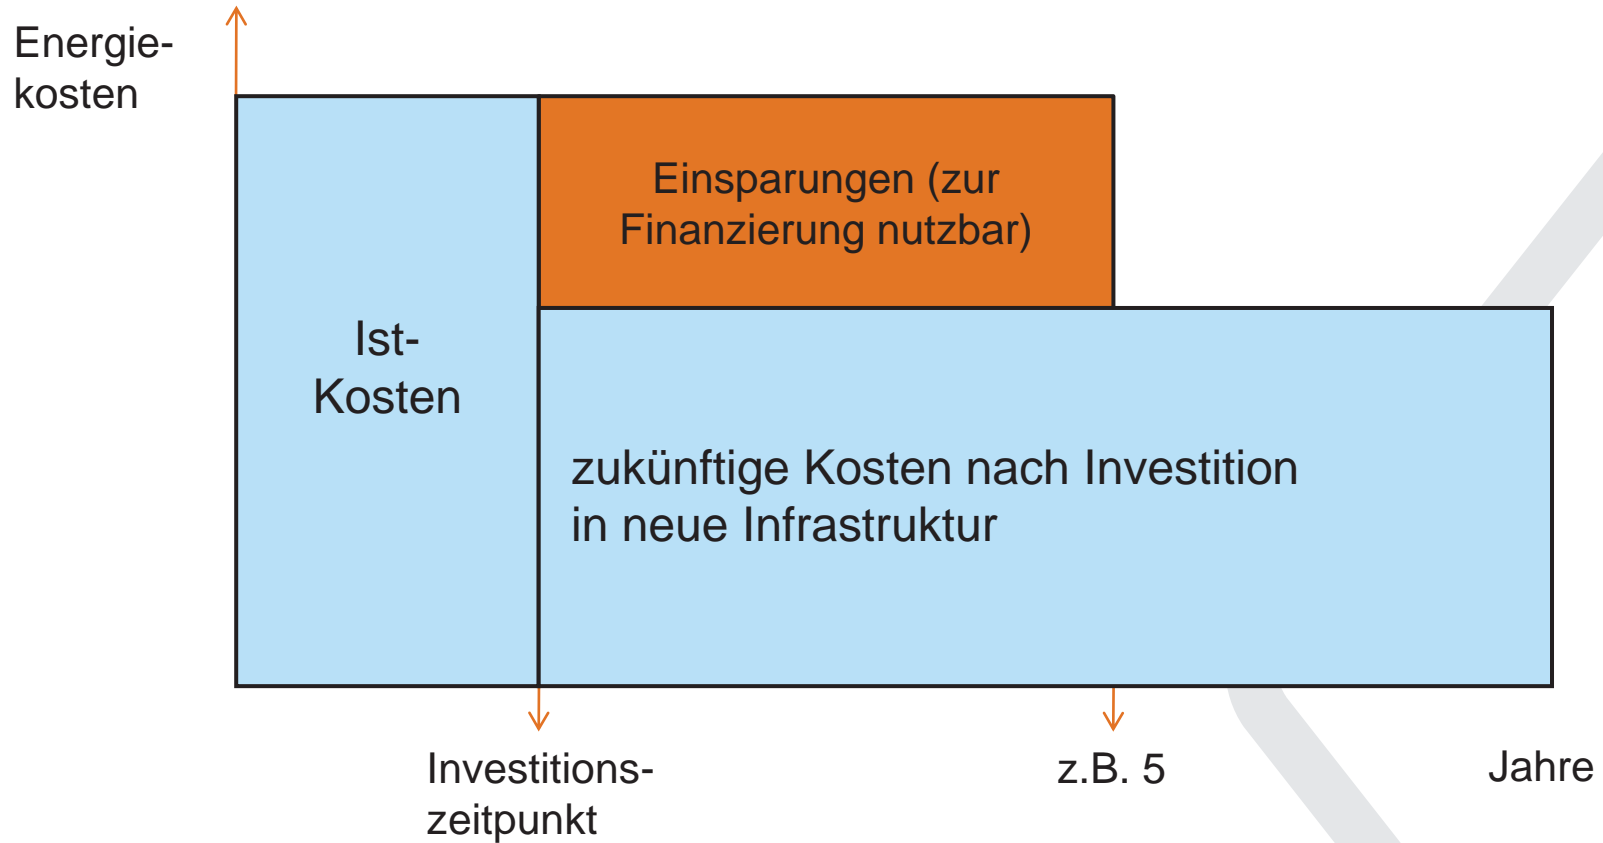 Energie-
kosten
Einsparungen (zur
Finanzierung nutzbar)
Ist-
Kosten
zukünftige Kosten nach Investition
in neue Infrastruktur
Investitions-
zeitpunkt
z.B. 5
Jahre